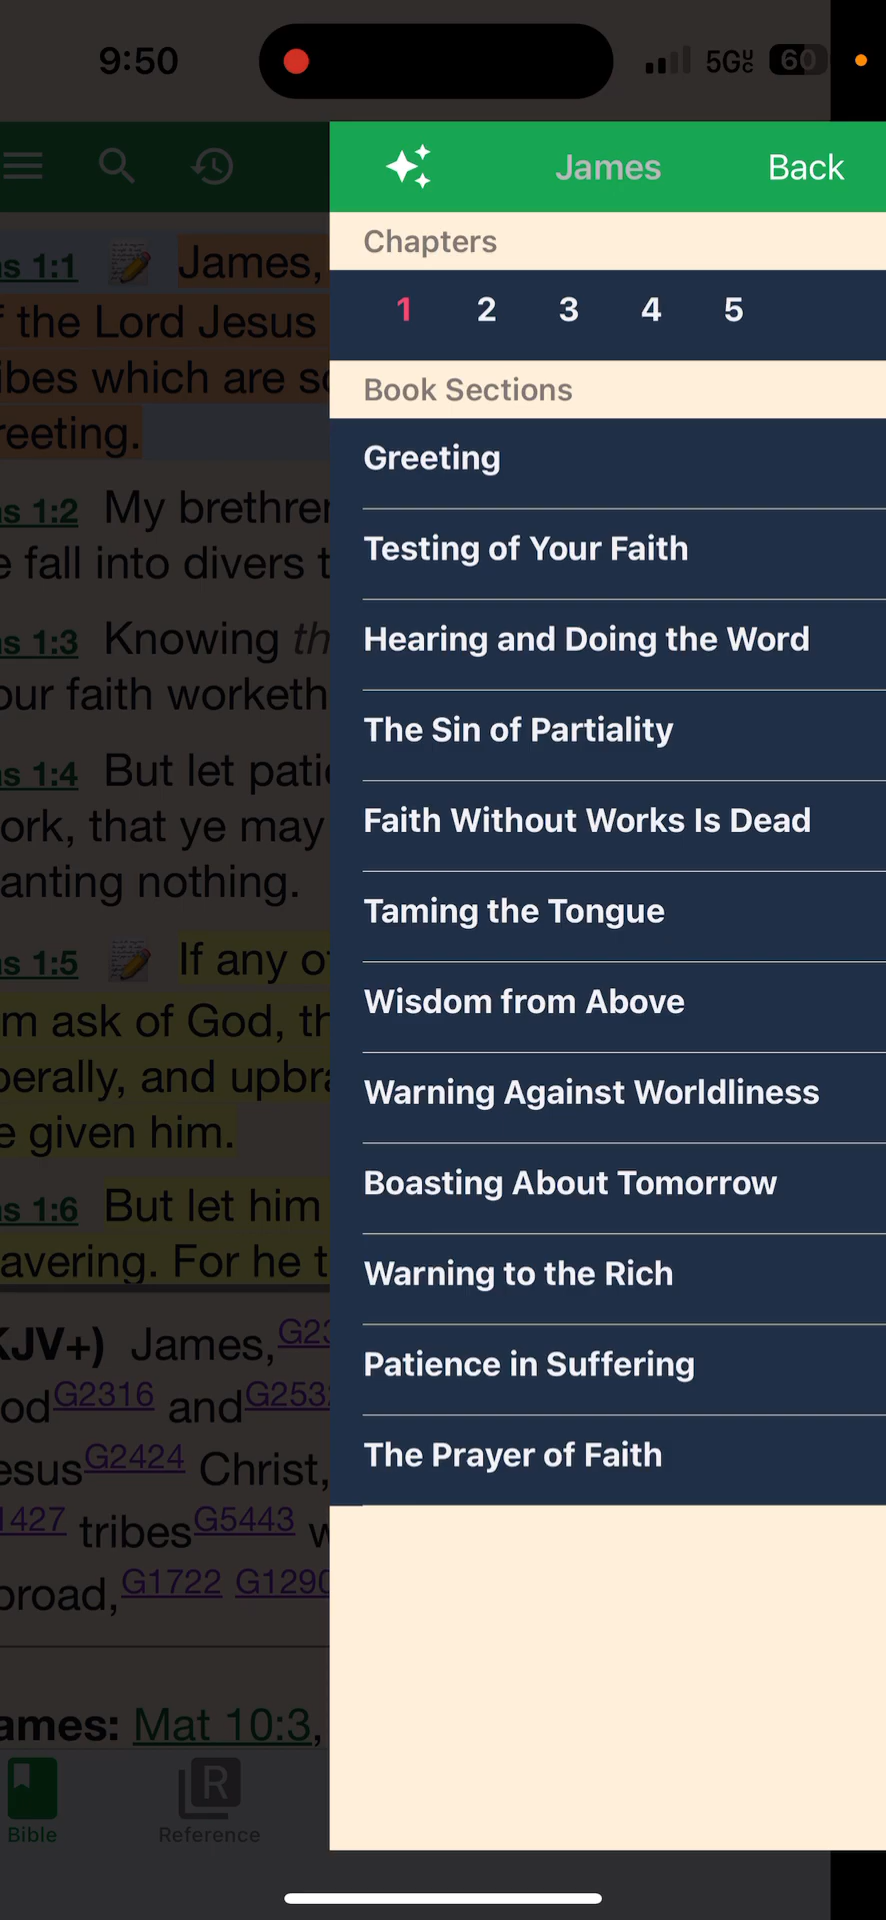 9:50
5G
60
James
Back
Chapters
1 2 3 4 5
Book Sections
Greeting
Testing of Your Faith
Hearing and Doing the Word
The Sin of Partiality
Faith Without Works Is Dead
Taming the Tongue
Wisdom from Above
Warning Against Worldliness
Boasting About Tomorrow
Warning to the Rich
Patience in Suffering
The Prayer of Faith
1:1 James,
the Lord Jesus
which are
1:2 My
fall into divers
1:3 Knowing
faith worketh
1:4 But let
that ye may
nothing.
1:5 If any
ask of God,
and
given him.
1:6 But let him
For he
KJV+) James,
G2316 and
G2424 Christ,
tribes G5443
G1722
Mat 10:3,
Bible
R
Reference